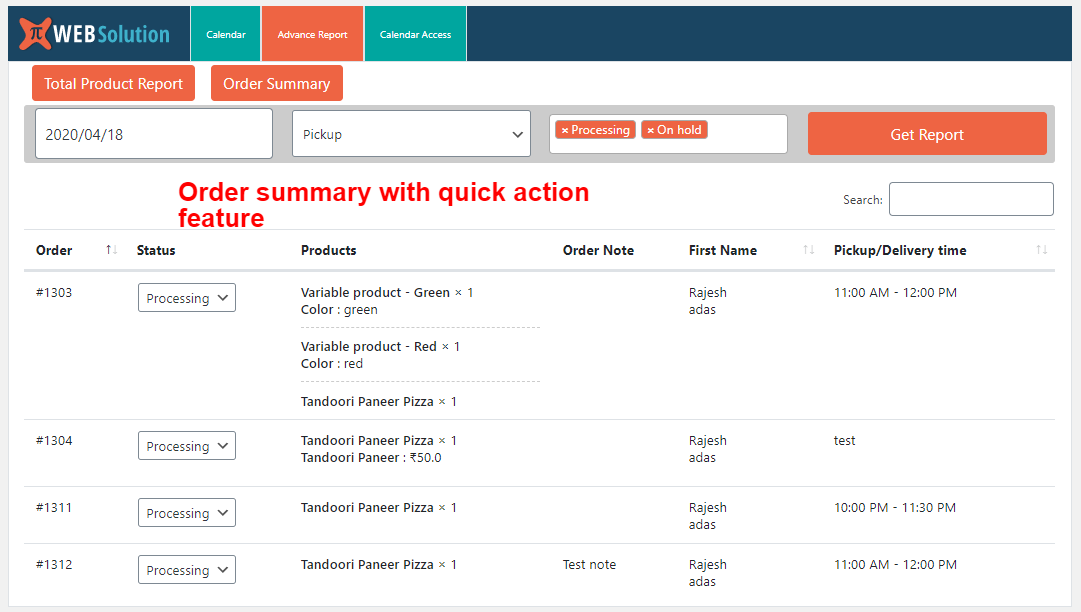 π WEBSolution
Calendar
Advance Report
Calendar Access
Total Product Report
Order Summary
2020/04/18
Pickup
× Processing × On hold
Get Report
Order summary with quick action
feature
Search:
Order ↑↓ Status Products Order Note First Name ↑↓ Pickup/Delivery time ↑↓
#1303 Processing Variable product - Green × 1 Rajesh 11:00 AM - 12:00 PM
Color : green adas
Variable product - Red × 1
Color : red
Tandoori Paneer Pizza × 1
#1304 Processing Tandoori Paneer Pizza × 1 Rajesh test
Tandoori Paneer : ₹50.0 adas
#1311 Processing Tandoori Paneer Pizza × 1 Rajesh 10:00 PM - 11:30 PM
adas
#1312 Processing Tandoori Paneer Pizza × 1 Test note Rajesh 11:00 AM - 12:00 PM
adas